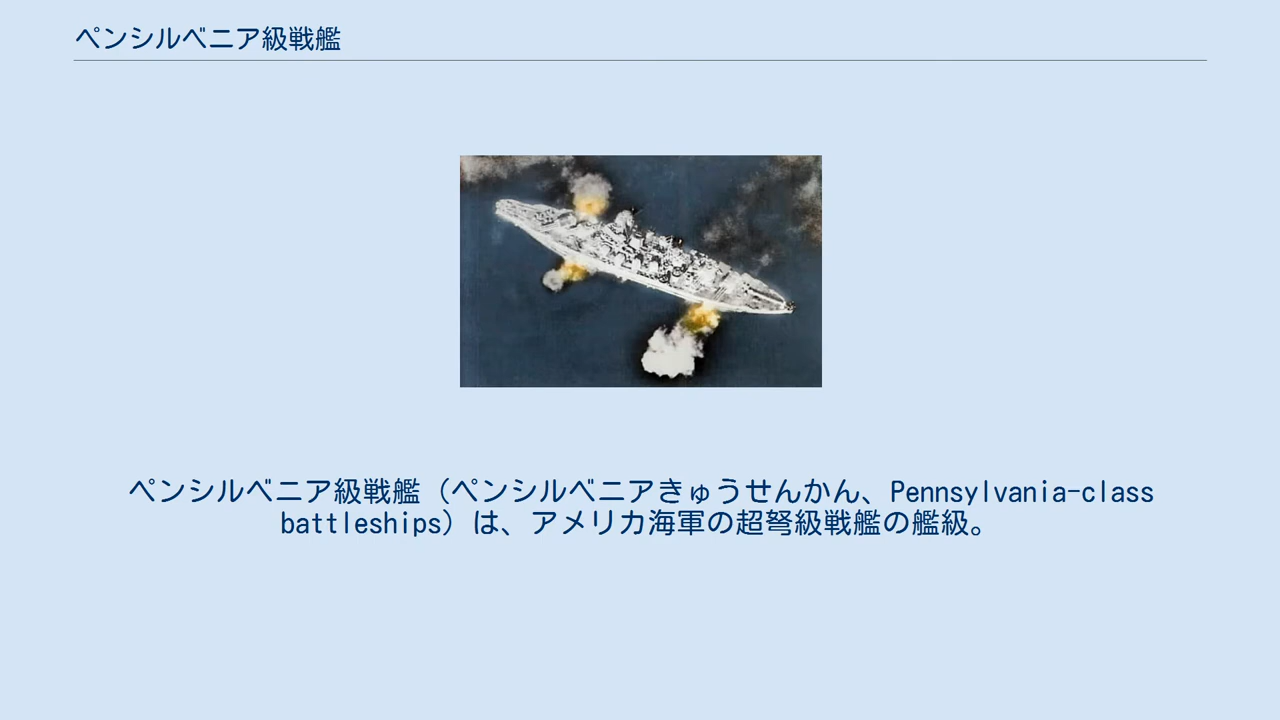 ペンシルベニア級戦艦
ペンシルベニア級戦艦（ペンシルベニアきゅうせんかん、Pennsylvania-class
battleships）は、アメリカ海軍の超弩級戦艦の艦級。